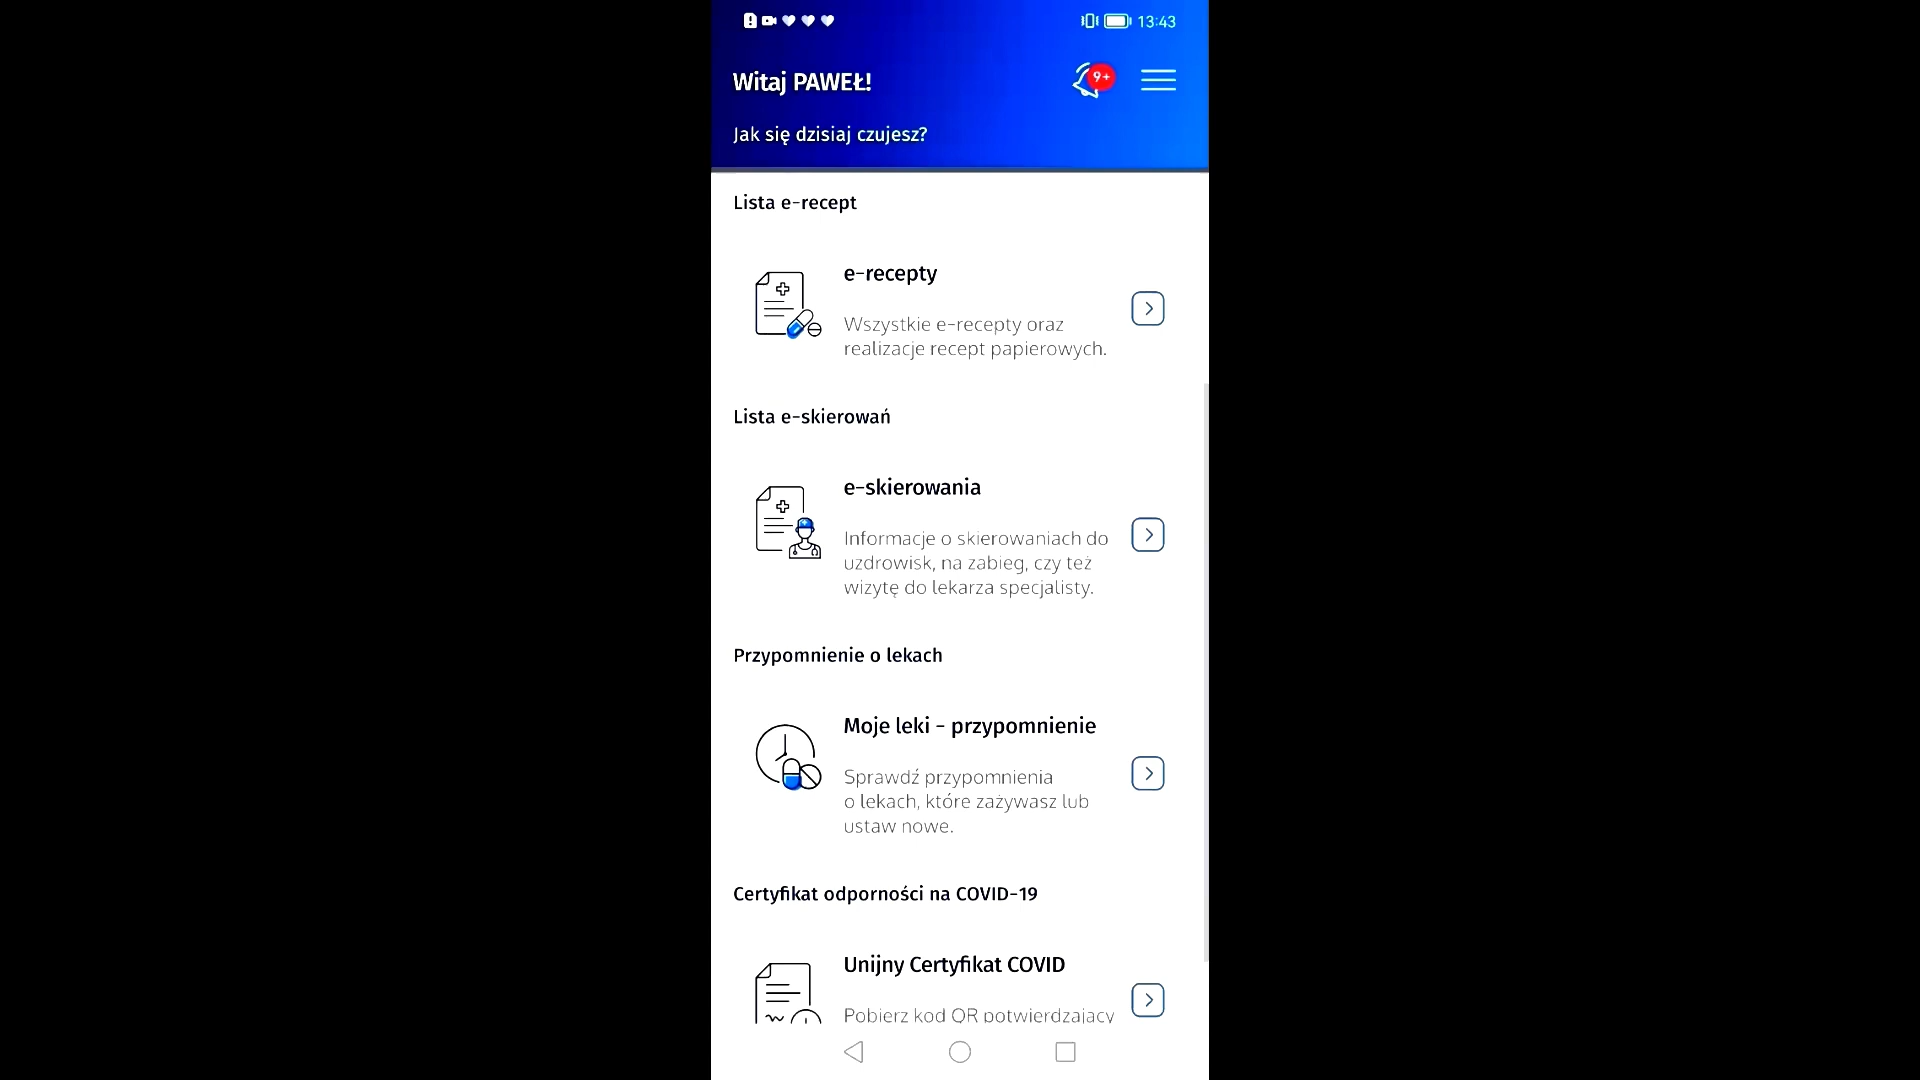 13:43
Witaj PAWEŁ!
9+
Jak się dzisiaj czujesz?
Lista e-recept
e-recepty
Wszystkie e-recepty oraz
realizacje recept papierowych.
Lista e-skierowań
e-skierowania
Informacje o skierowaniach do
uzdrowisk, na zabieg, czy też
wizytę do lekarza specjalisty.
Przypomnienie o lekach
Moje leki - przypomnienie
Sprawdź przypomnienia
o lekach, które zażywasz lub
ustaw nowe.
Certyfikat odporności na COVID-19
Unijny Certyfikat COVID
Pobierz kod QR potwierdzający